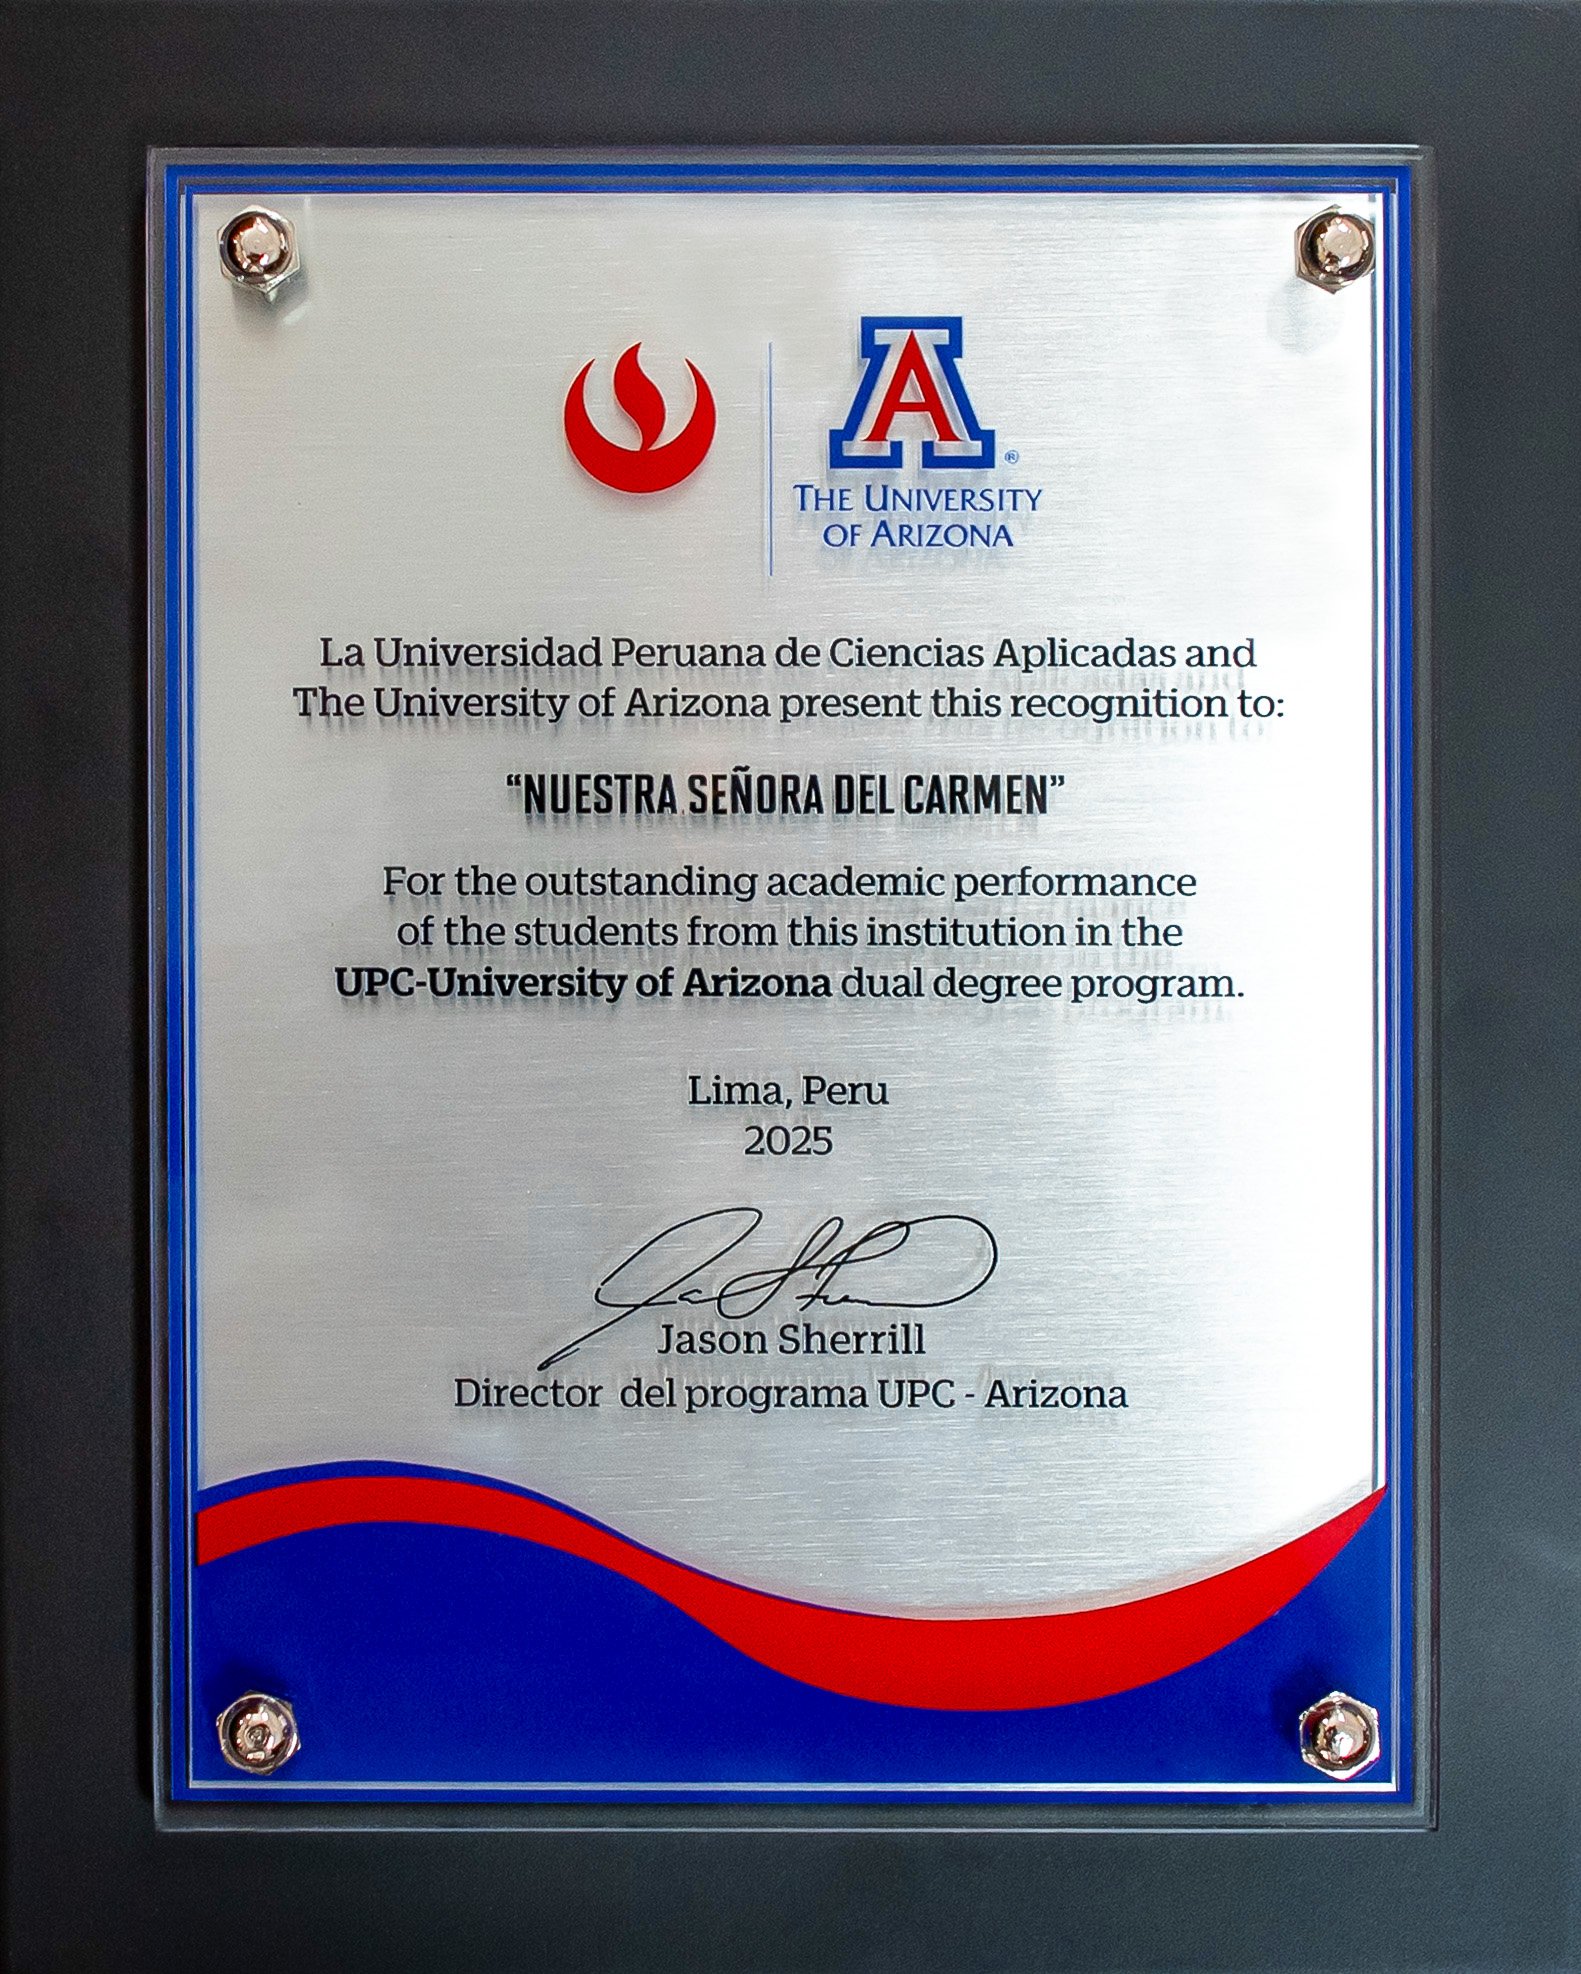 A®
THE UNIVERSITY
OF ARIZONA
La Universidad Peruana de Ciencias Aplicadas and
The University of Arizona present this recognition to:
“NUESTRA SEÑORA DEL CARMEN”
For the outstanding academic performance
of the students from this institution in the
UPC-University of Arizona dual degree program.
Lima, Peru
2025
Jason Sherrill
Director del programa UPC - Arizona